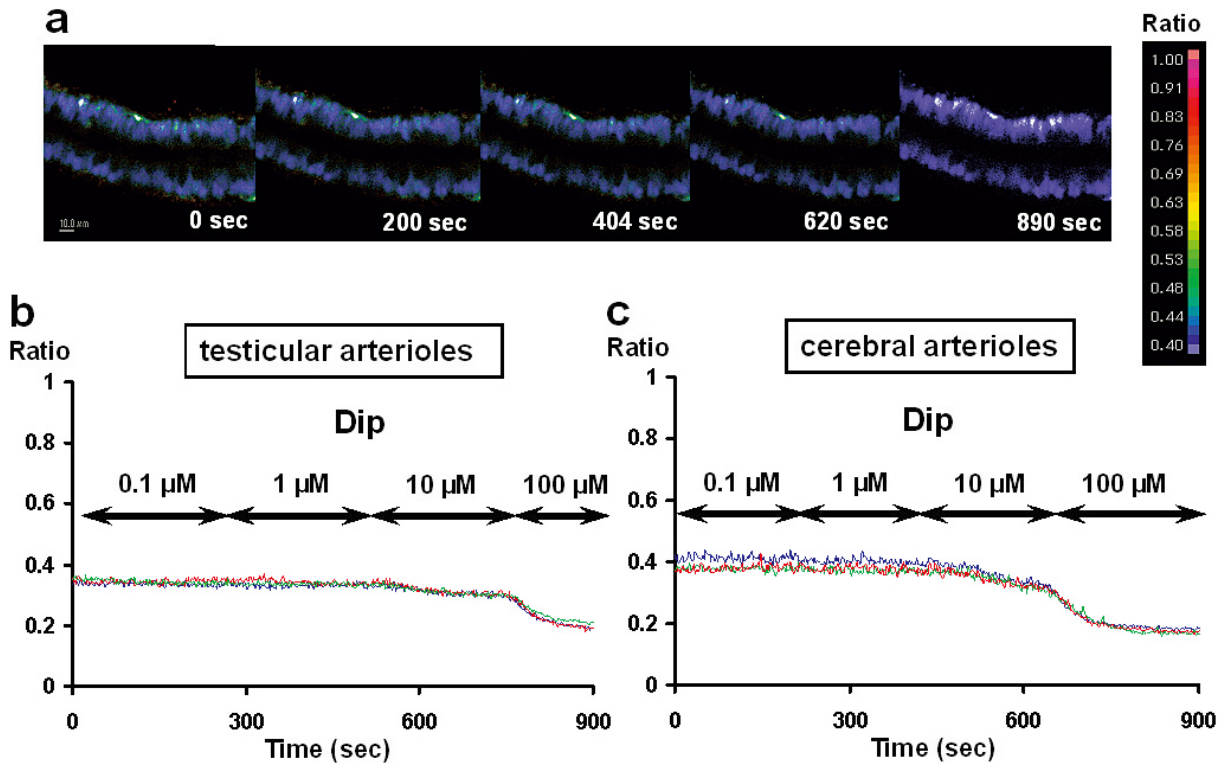 a
Ratio
1.00
0.91
0.83
0.76
0.69
0.63
0.58
0.53
0.48
0.44
0.40
10.0 μm
0 sec
200 sec
404 sec
620 sec
890 sec
b
Ratio
testicular arterioles
Dip
0.1 µM
1 µM
10 µM
100 µM
1
0.8
0.6
0.4
0.2
0
0
300
600
900
Time (sec)
c
Ratio
cerebral arterioles
Dip
0.1 µM
1 µM
10 µM
100 µM
1
0.8
0.6
0.4
0.2
0
0
300
600
900
Time (sec)